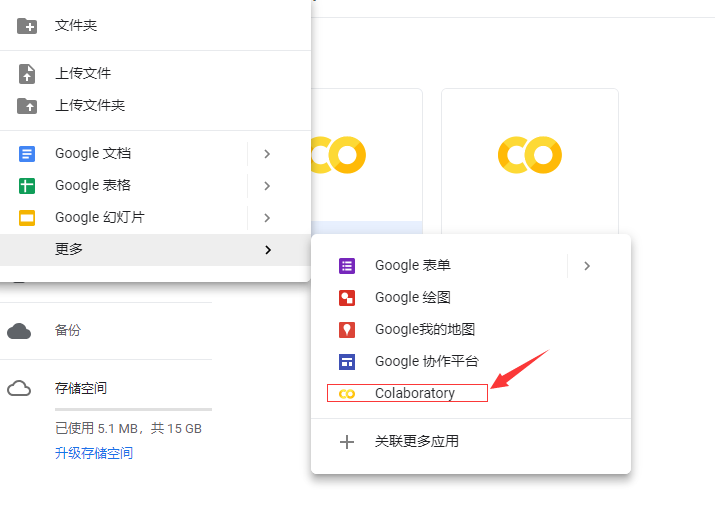 文件夹
上传文件
上传文件夹
Google 文档
Google 表格
Google 幻灯片
更多
Google 表单
Google 绘图
Google我的地图
Google 协作平台
Colaboratory
关联更多应用
备份
存储空间
已使用 5.1 MB，共 15 GB
升级存储空间